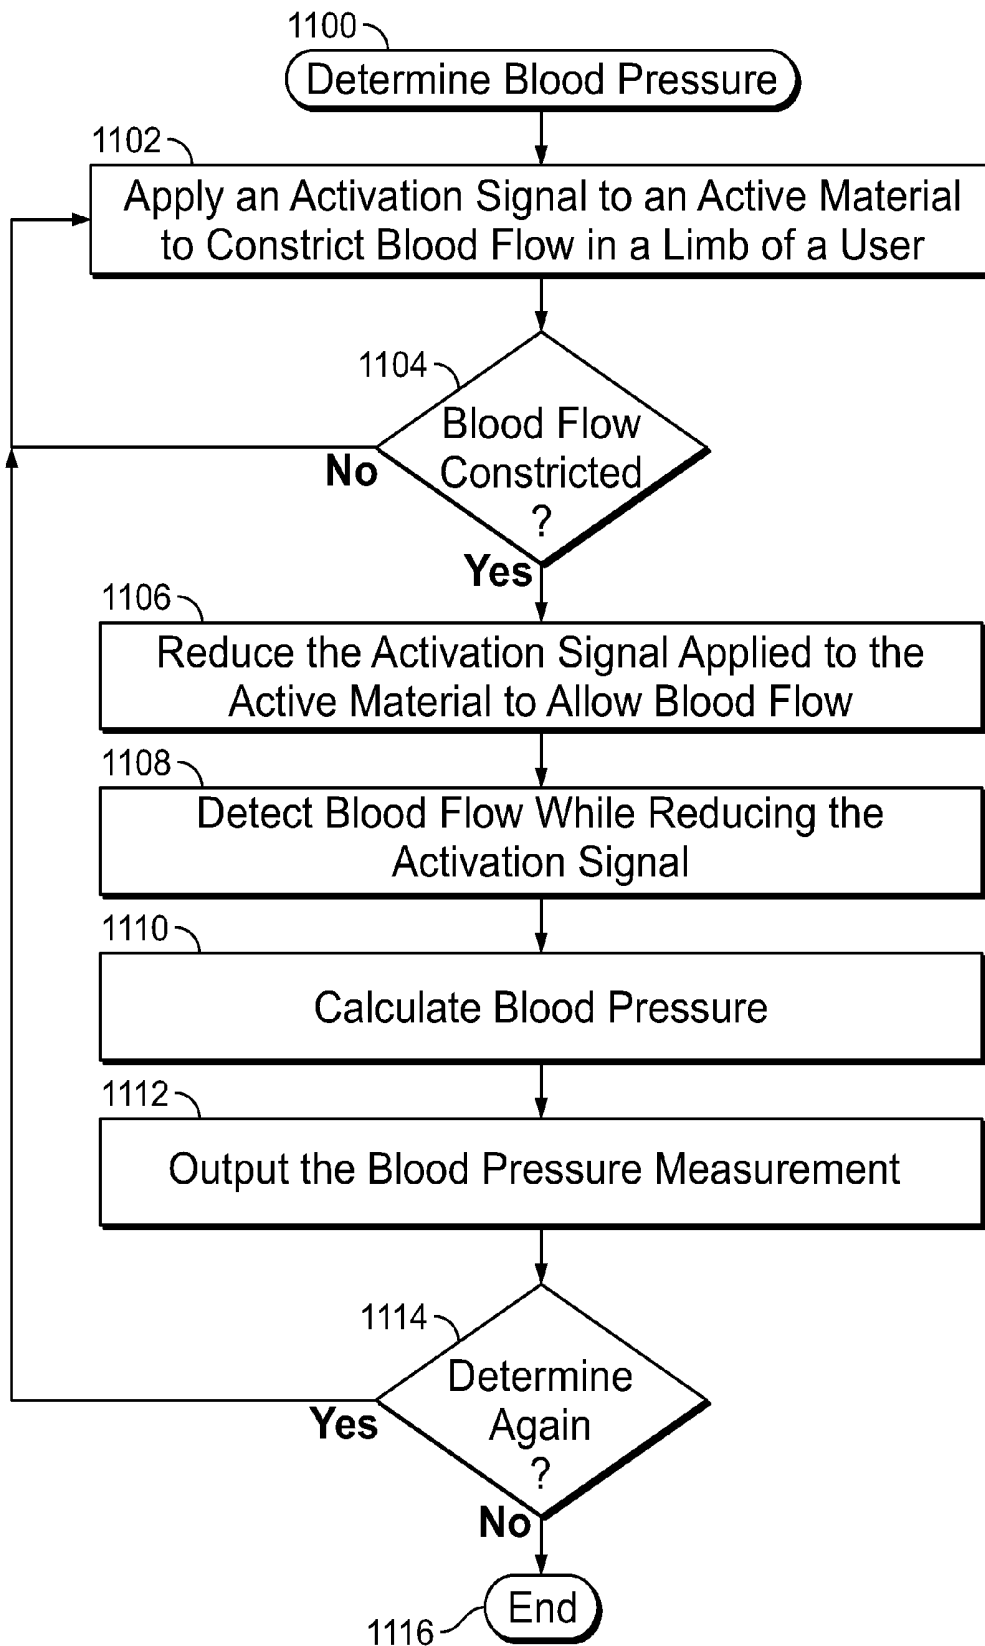 1100
Determine Blood Pressure
1102
Apply an Activation Signal to an Active Material
to Constrict Blood Flow in a Limb of a User
1104
Blood Flow
Constricted
?
No
Yes
1106
Reduce the Activation Signal Applied to the
Active Material to Allow Blood Flow
1108
Detect Blood Flow While Reducing the
Activation Signal
1110
Calculate Blood Pressure
1112
Output the Blood Pressure Measurement
1114
Determine
Again
?
Yes
No
End
1116